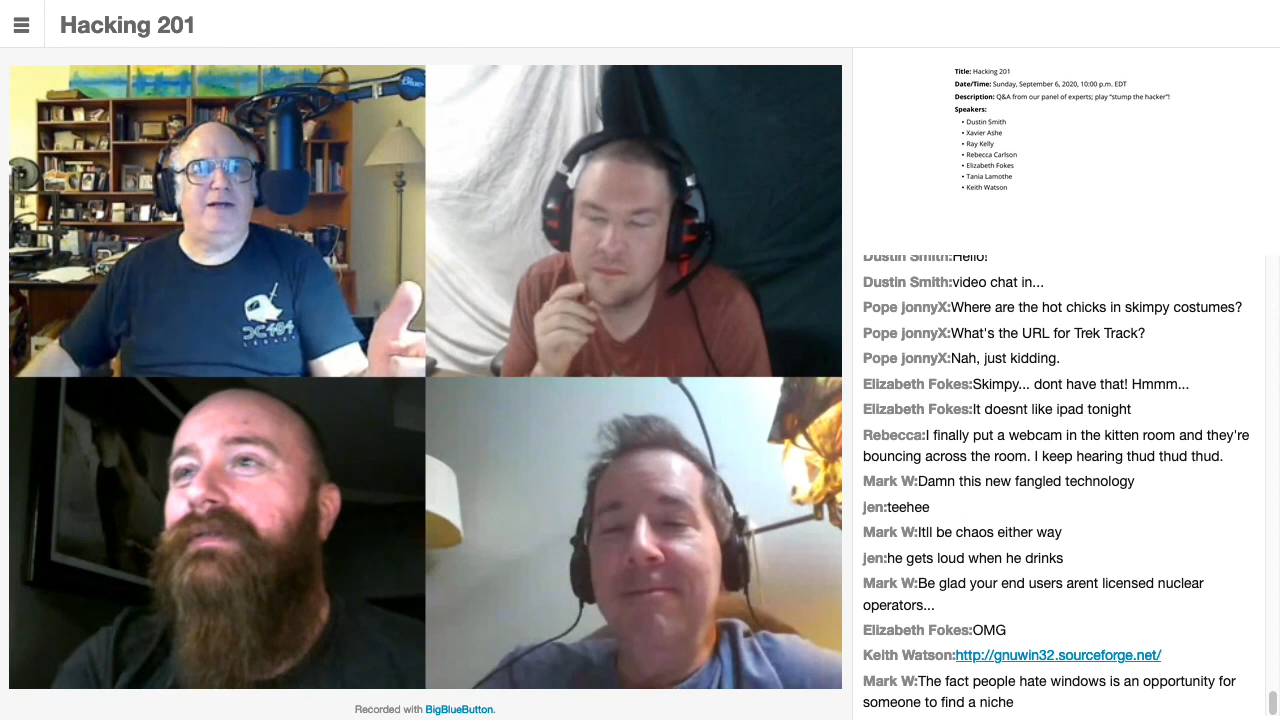 Hacking 201
Blue
DC404
LEGACY
Recorded with BigBlueButton.
Title: Hacking 201
Date/Time: Sunday, September 6, 2020, 10:00 p.m. EDT
Description: Q&A from our panel of experts; play "stump the hacker"!
Speakers:
• Dustin Smith
• Xavier Ashe
• Ray Kelly
• Rebecca Carlson
• Elizabeth Fokes
• Tania Lamothe
• Keith Watson
Dustin Smith:Hello!
Dustin Smith:video chat in...
Pope jonnyX:Where are the hot chicks in skimpy costumes?
Pope jonnyX:What's the URL for Trek Track?
Pope jonnyX:Nah, just kidding.
Elizabeth Fokes:Skimpy... dont have that! Hmmm...
Elizabeth Fokes:It doesnt like ipad tonight
Rebecca:I finally put a webcam in the kitten room and they're
bouncing across the room. I keep hearing thud thud thud.
Mark W:Damn this new fangled technology
jen:teehee
Mark W:Itll be chaos either way
jen:he gets loud when he drinks
Mark W:Be glad your end users arent licensed nuclear
operators...
Elizabeth Fokes:OMG
Keith Watson:http://gnuwin32.sourceforge.net/
Mark W:The fact people hate windows is an opportunity for
someone to find a niche